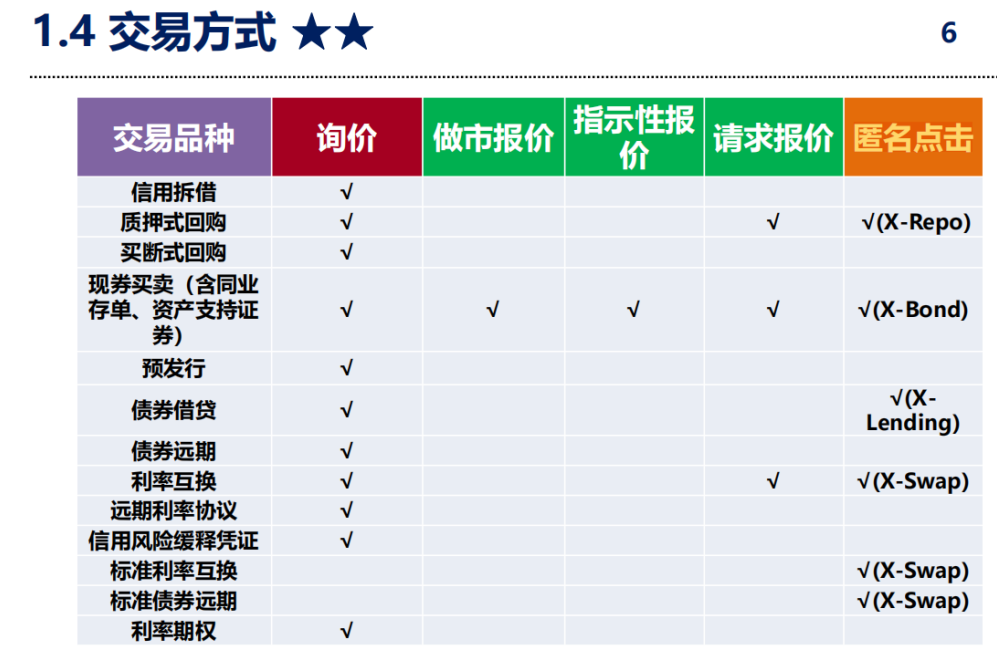 1.4 交易方式 ★★
6
交易品种 询价 做市报价 指示性报价 请求报价 匿名点击
信用拆借 √
质押式回购 √ √ √(X-Repo)
买断式回购 √
现券买卖（含同业
存单、资产支持证
券） √ √ √ √ √(X-Bond)
预发行 √
债券借贷 √ √(X-
Lending)
债券远期 √
利率互换 √ √ √(X-Swap)
远期利率协议 √
信用风险缓释凭证 √
标准利率互换 √(X-Swap)
标准债券远期 √(X-Swap)
利率期权 √